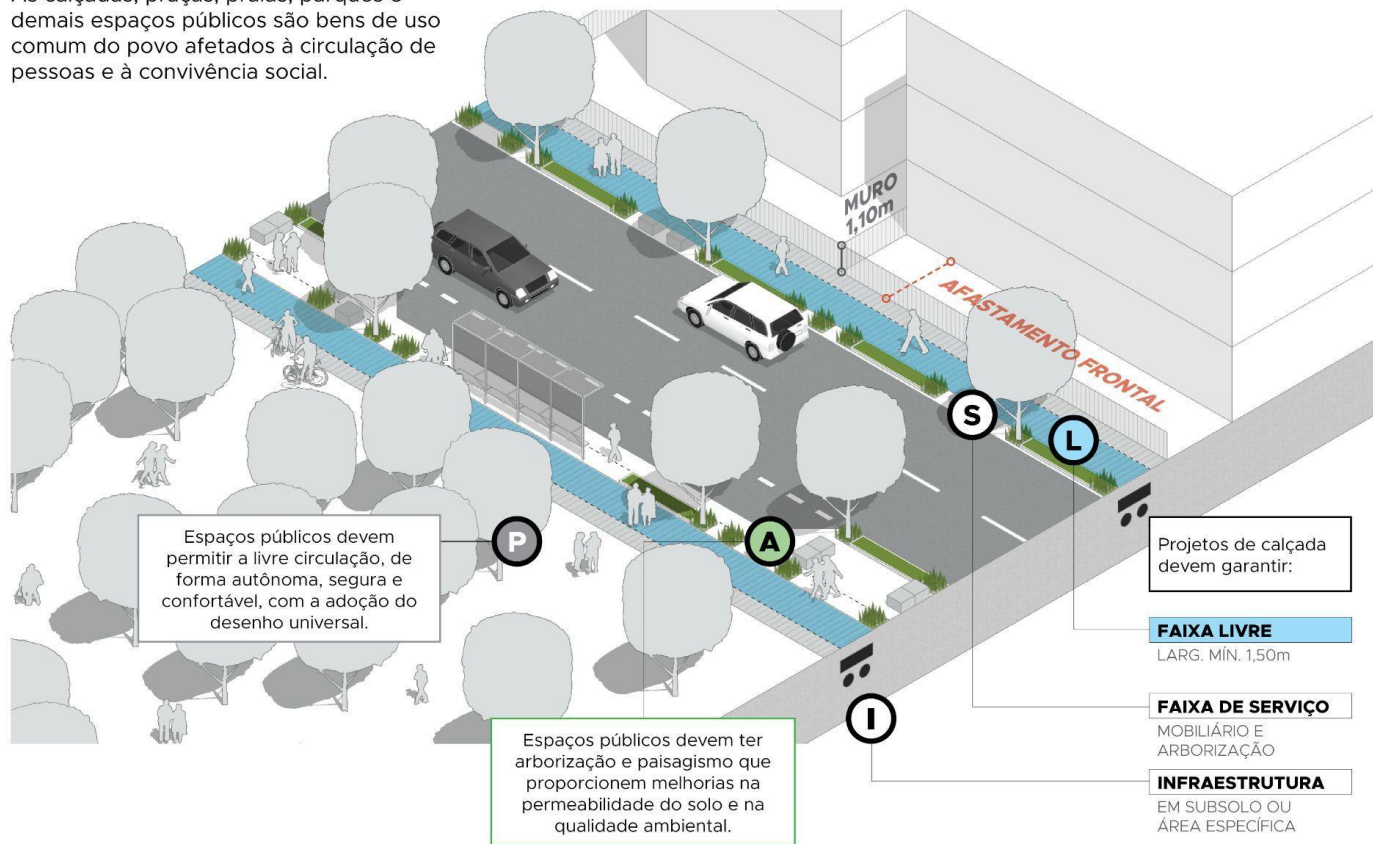 As calçadas, praças, praias, parques e
demais espaços públicos são bens de uso
comum do povo afetados à circulação de
pessoas e à convivência social.
MURO
1,10m
AFASTAMENTO FRONTAL
S
L
P
A
I
Espaços públicos devem
permitir a livre circulação, de
forma autônoma, segura e
confortável, com a adoção do
desenho universal.
Espaços públicos devem ter
arborização e paisagismo que
proporcionem melhorias na
permeabilidade do solo e na
qualidade ambiental.
Projetos de calçada
devem garantir:
FAIXA LIVRE
LARG. MÍN. 1,50m
FAIXA DE SERVIÇO
MOBILIÁRIO E
ARBORIZAÇÃO
INFRAESTRUTURA
EM SUBSOLO OU
ÁREA ESPECÍFICA